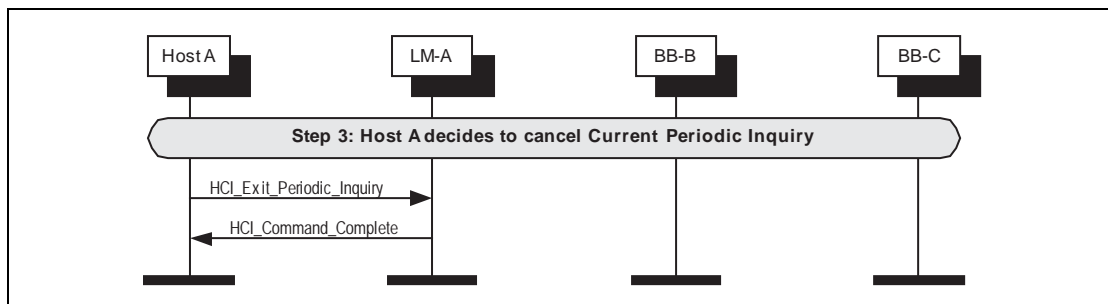 Host A
LM-A
BB-B
BB-C
Step 3: Host A decides to cancel Current Periodic Inquiry
HCI_Exit_Periodic_Inquiry
HCI_Command_Complete